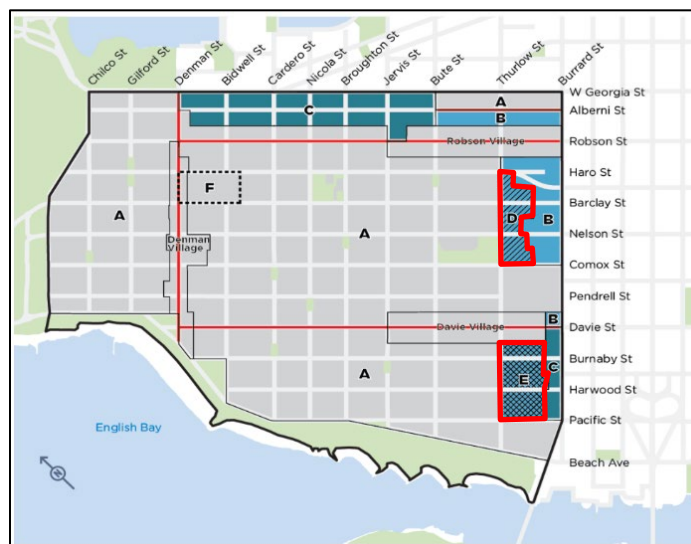 Chilco St
Gilford St
Denman St
Bidwell St
Cardero St
Nicola St
Broughton St
Jervis St
Bute St
Thurlow St
Burrard St
W Georgia St
A
Alberni St
C
B
Robson St
Robson Village
Haro St
F
Barclay St
A
D
B
A
Nelson St
Denman
Village
Comox St
Pendrell St
B
Davie Village
Davie St
Burnaby St
A
E
C
Harwood St
Pacific St
English Bay
Beach Ave
N